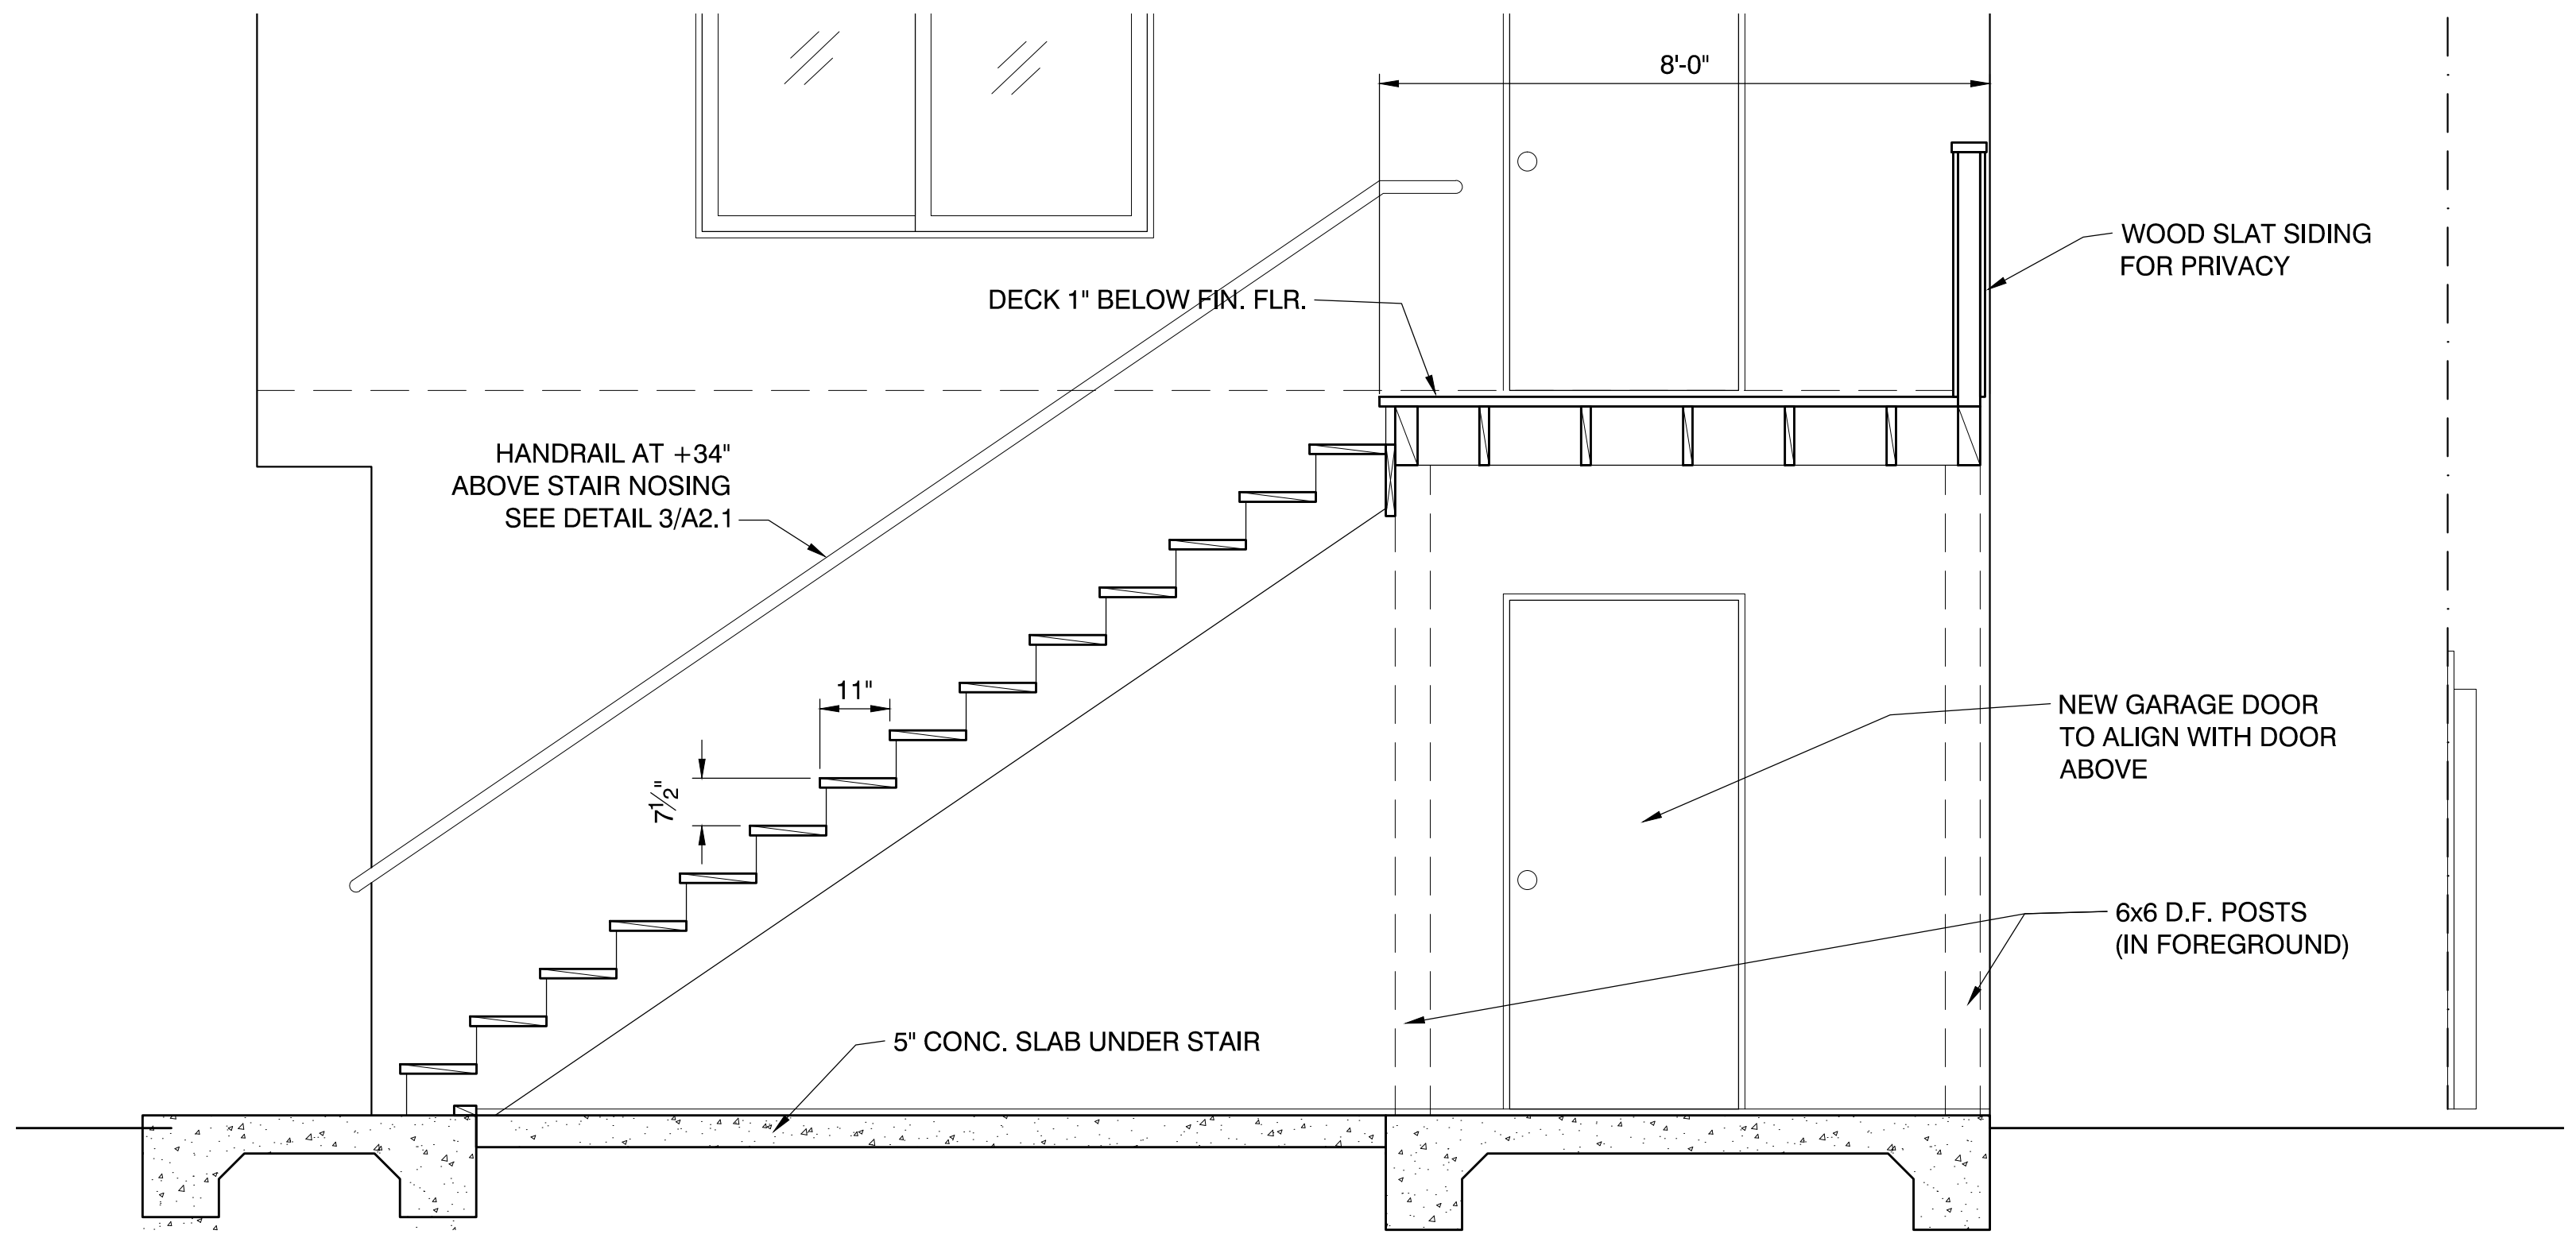 8'-0"
WOOD SLAT SIDING
FOR PRIVACY
DECK 1" BELOW FIN. FLR.
HANDRAIL AT +34"
ABOVE STAIR NOSING
SEE DETAIL 3/A2.1
11"
7½"
NEW GARAGE DOOR
TO ALIGN WITH DOOR
ABOVE
6x6 D.F. POSTS
(IN FOREGROUND)
5" CONC. SLAB UNDER STAIR